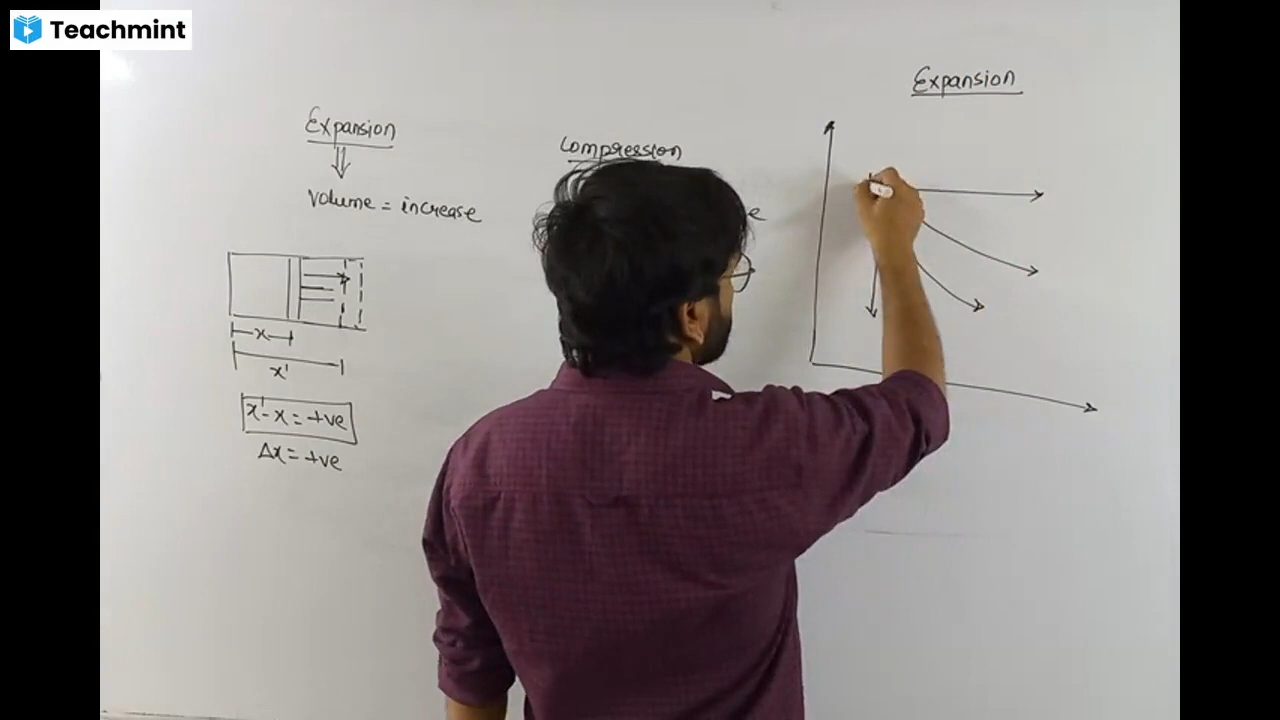 Teachmint
Expansion
Volume = increase
x
x'
x'-x = +ve
Δx = +ve
Compression
Expansion